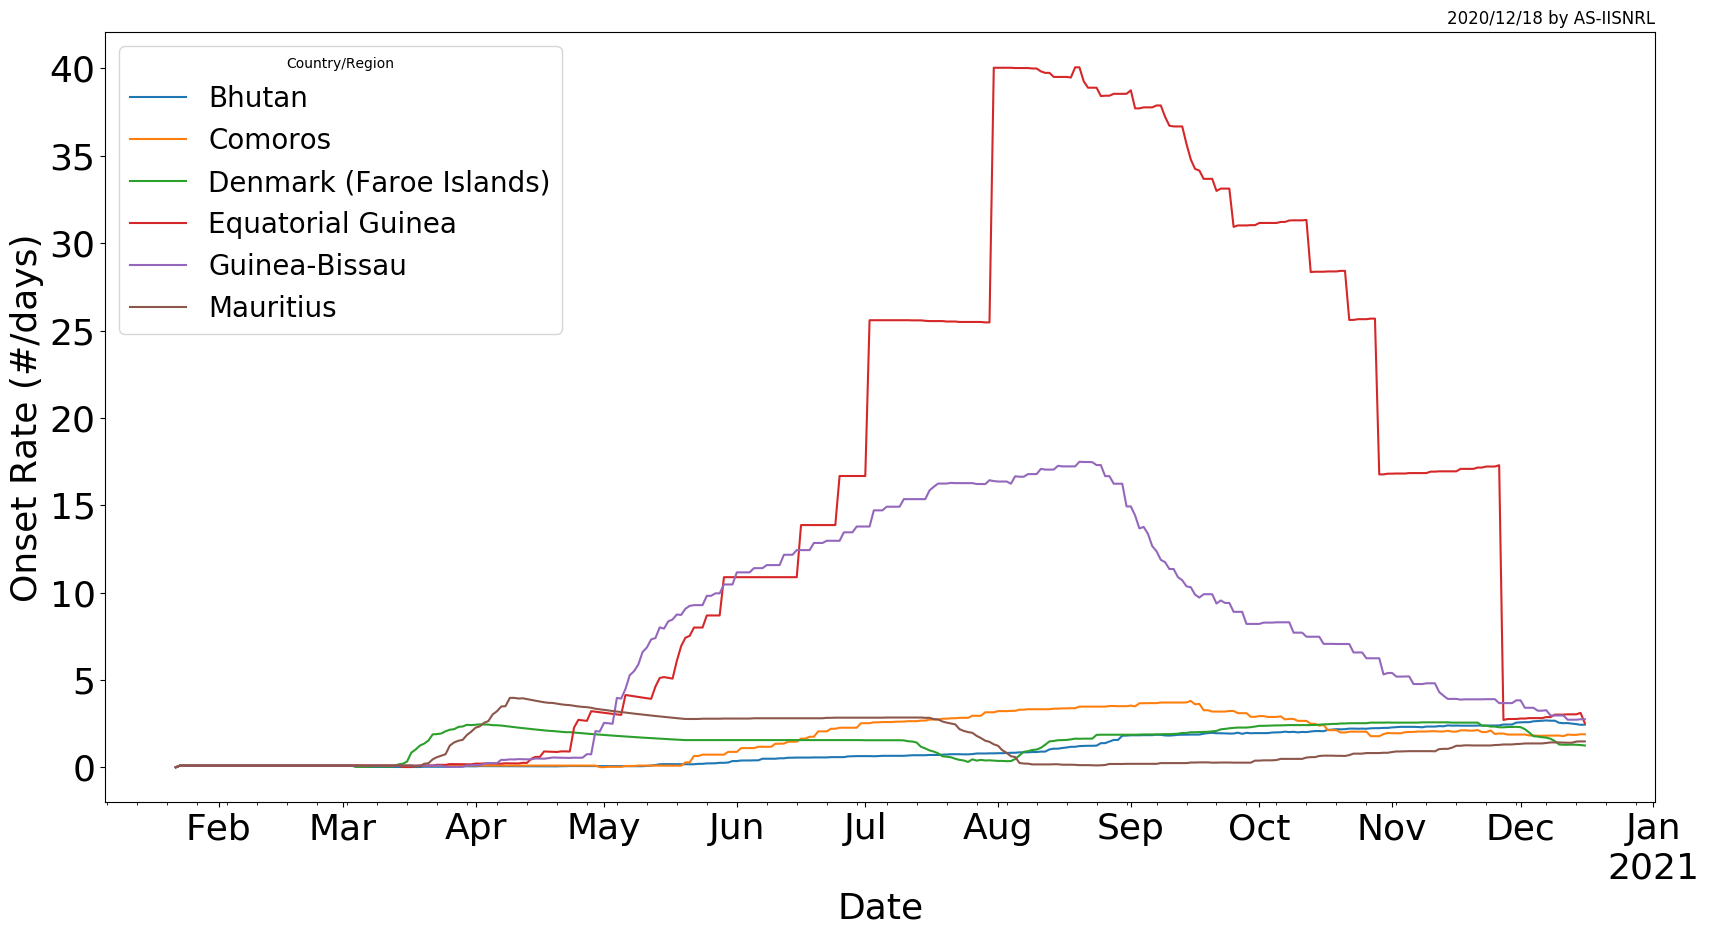 2020/12/18 by AS-IISNRL
Country/Region
Bhutan
Comoros
Denmark (Faroe Islands)
Equatorial Guinea
Guinea-Bissau
Mauritius
Onset Rate (#/days)
40
35
30
25
20
15
10
5
0
Feb Mar Apr May Jun Jul Aug Sep Oct Nov Dec Jan
2021
Date